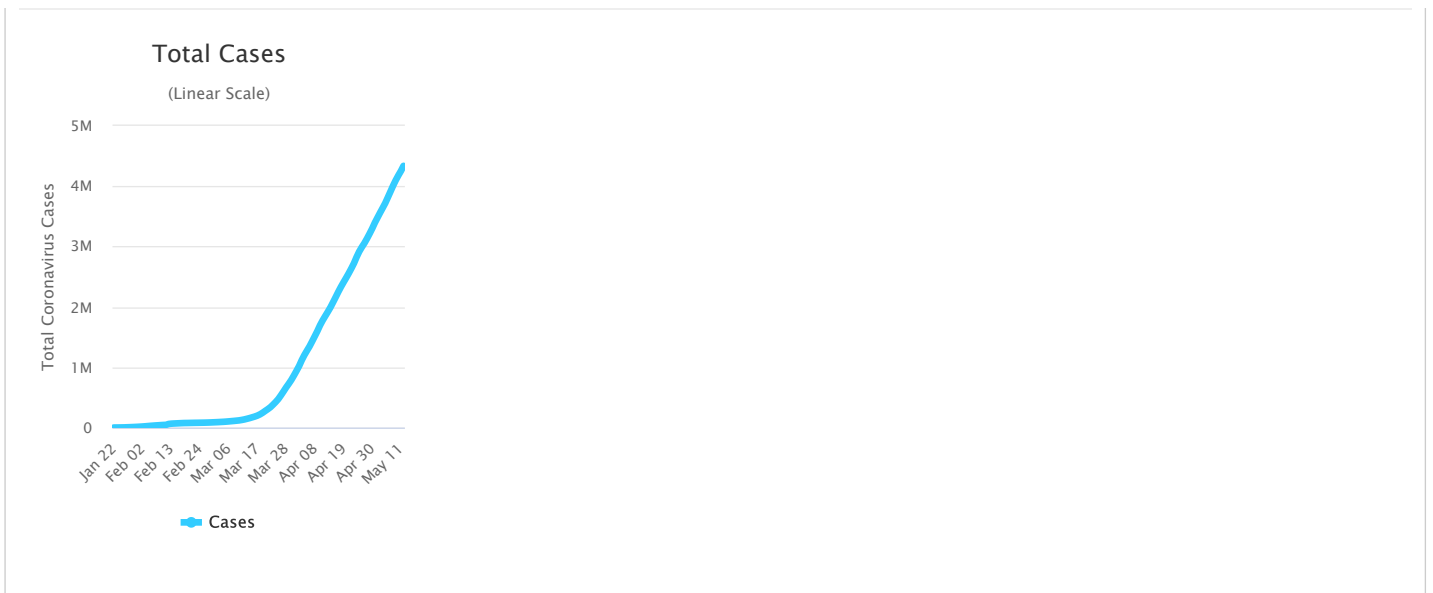 Total Cases
(Linear Scale)
Total Coronavirus Cases
5M
4M
3M
2M
1M
0
Jan 22
Feb 02
Feb 13
Feb 24
Mar 06
Mar 17
Mar 28
Apr 08
Apr 19
Apr 30
May 11
Cases